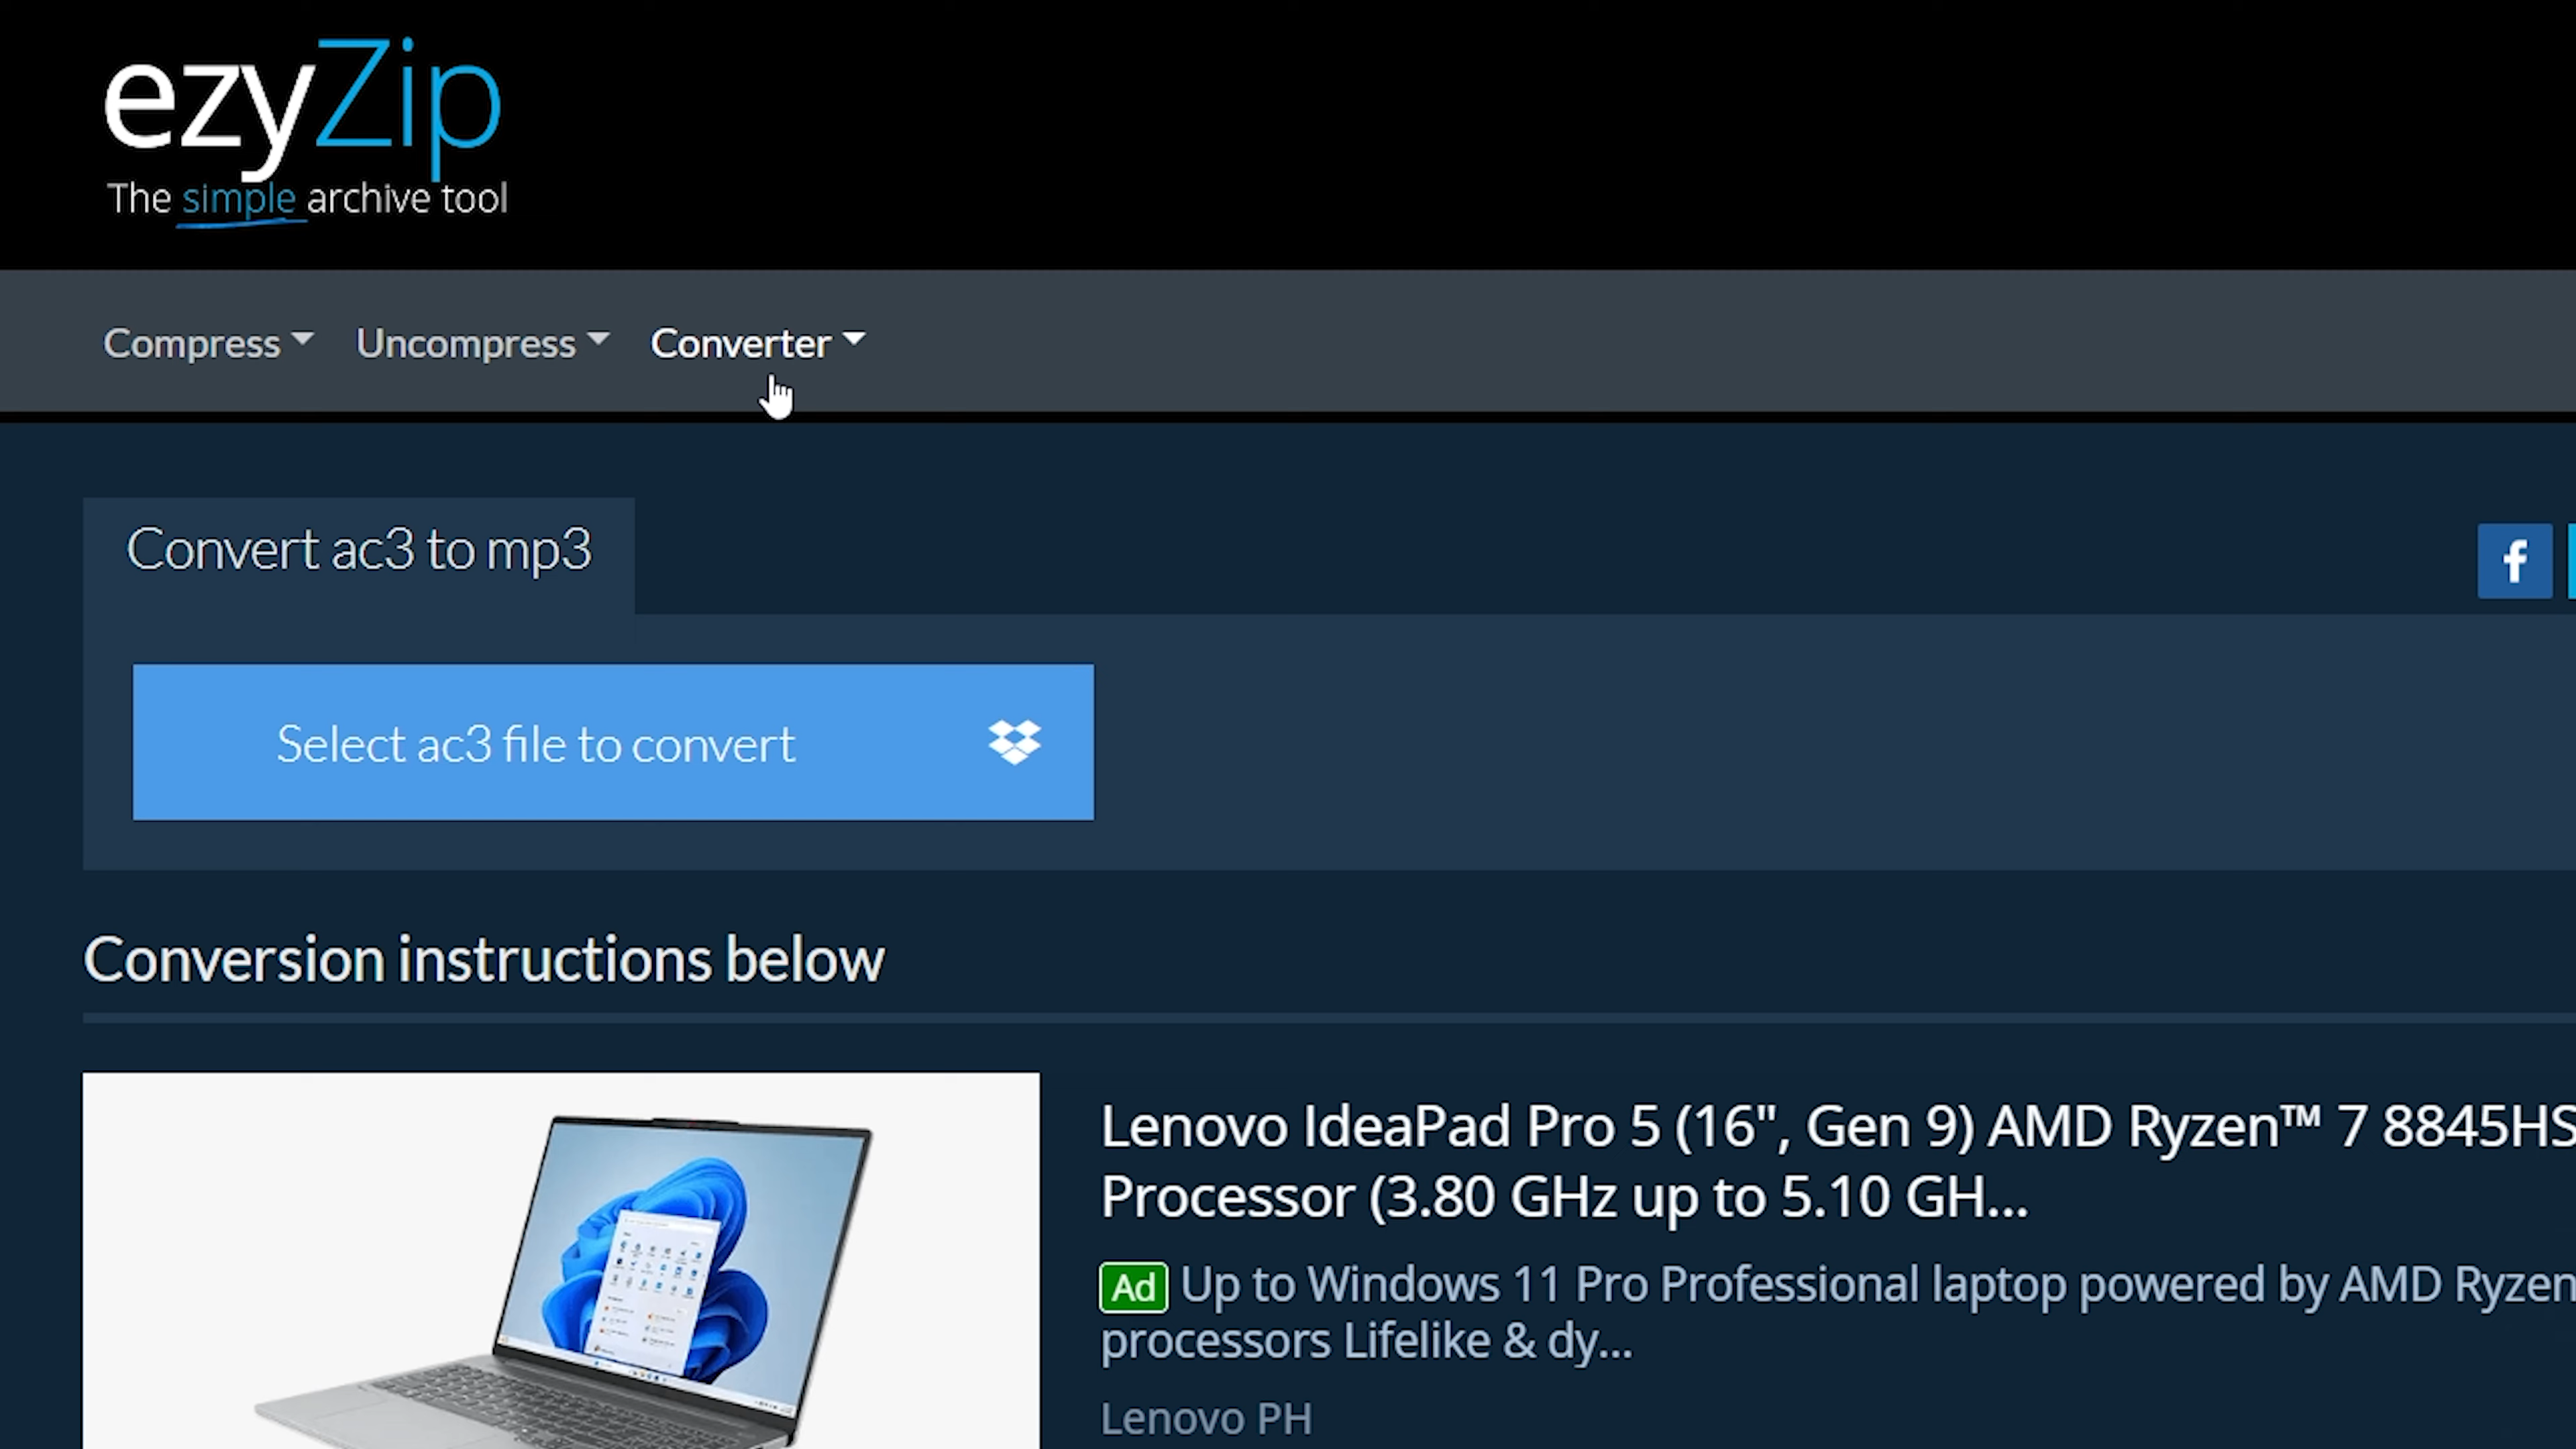 ezyZip
The simple archive tool
Compress Uncompress Converter
Convert ac3 to mp3
f
Select ac3 file to convert
Conversion instructions below
Lenovo IdeaPad Pro 5 (16", Gen 9) AMD Ryzen™ 7 8845HS
Processor (3.80 GHz up to 5.10 GH...
Ad Up to Windows 11 Pro Professional laptop powered by AMD Ryzen
processors Lifelike & dy...
Lenovo PH